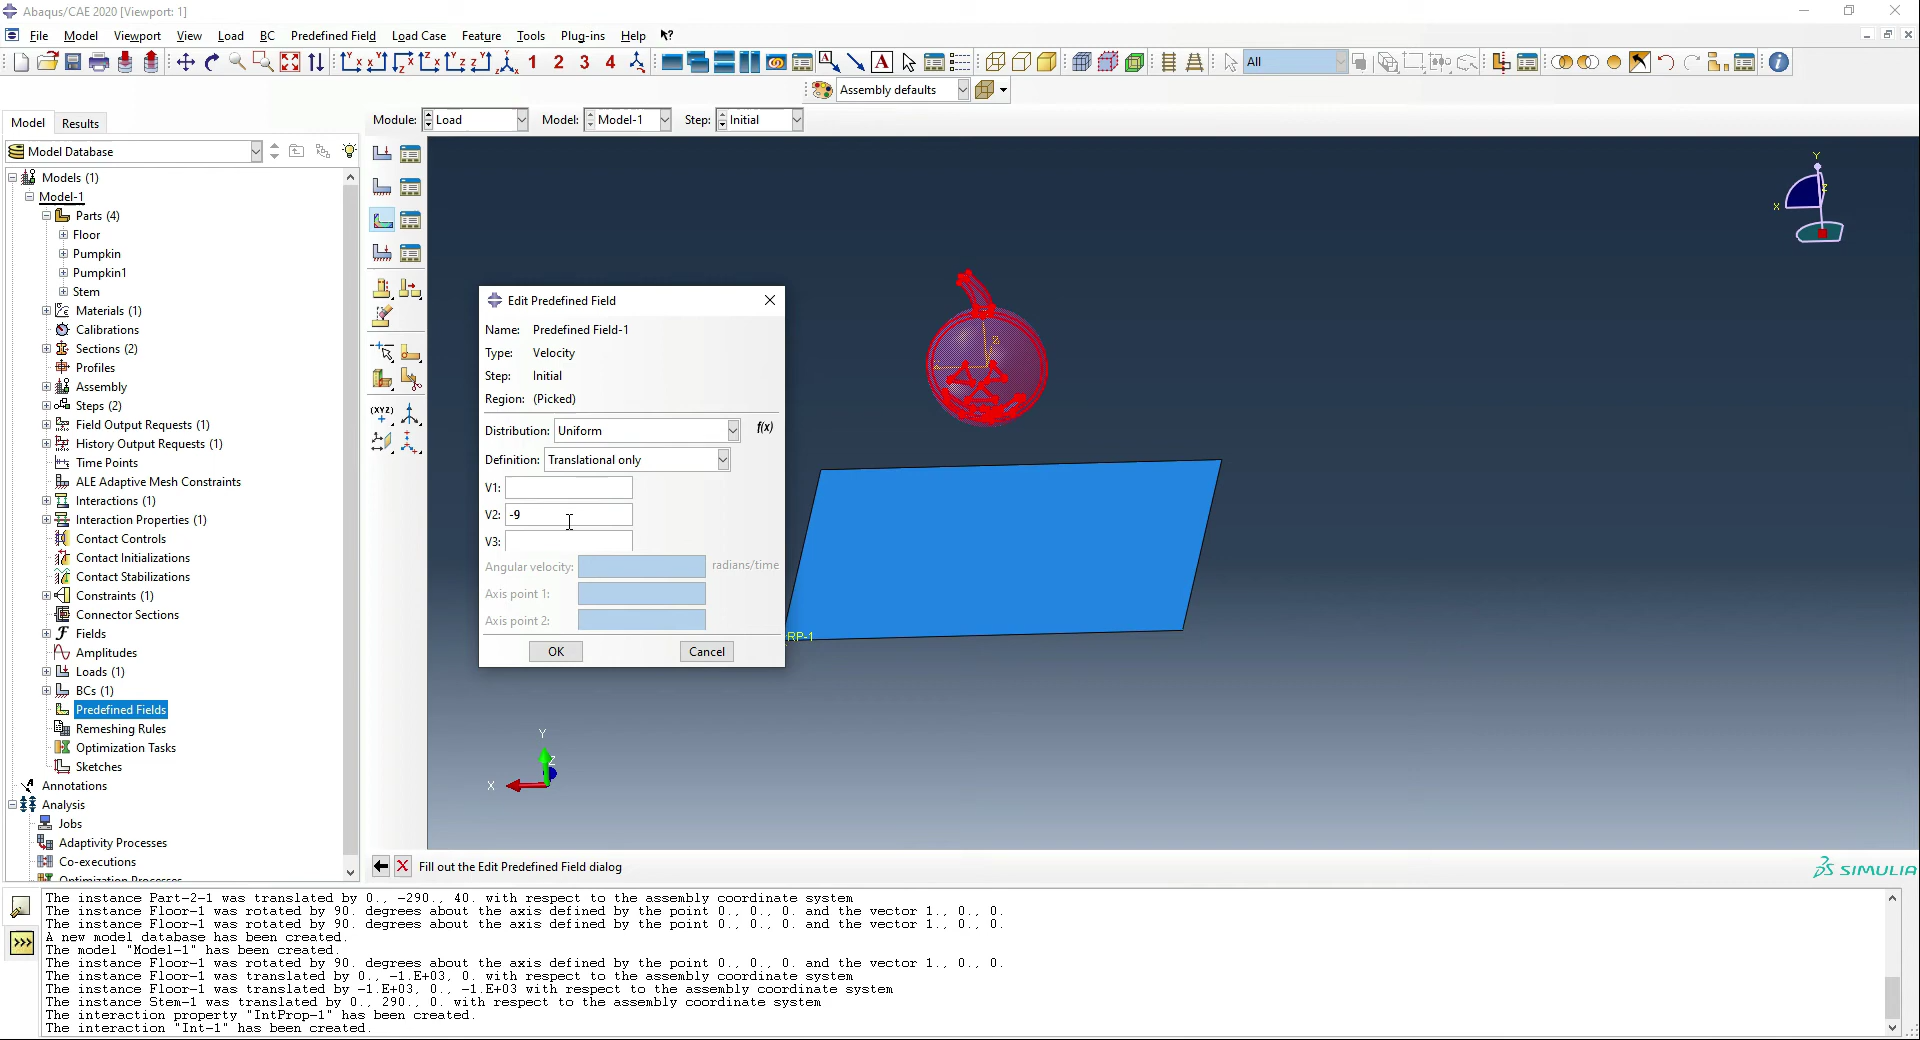 Abaqus/CAE 2020 [Viewport: 1]
File Model Viewport View Load BC Predefined Field Load Case Feature Tools Plug-ins Help
1 2 3 4 A All
Assembly defaults
Model Results
Module: Load Model: Model-1 Step: Initial
Model Database
Models (1)
Model-1
Parts (4)
Floor
Pumpkin
Pumpkin1
Stem
Materials (1)
Calibrations
Sections (2)
Profiles
Assembly
Steps (2)
Field Output Requests (1)
History Output Requests (1)
Time Points
ALE Adaptive Mesh Constraints
Interactions (1)
Interaction Properties (1)
Contact Controls
Contact Initializations
Contact Stabilizations
Constraints (1)
Connector Sections
Fields
Amplitudes
Loads (1)
BCs (1)
Predefined Fields
Remeshing Rules
Optimization Tasks
Sketches
Annotations
Analysis
Jobs
Adaptivity Processes
Co-executions
Optimization Processes
(XYZ)
Edit Predefined Field
Name: Predefined Field-1
Type: Velocity
Step: Initial
Region: (Picked)
Distribution: Uniform f(x)
Definition: Translational only
V1:
V2: -9
V3:
Angular velocity: radians/time
Axis point 1:
Axis point 2:
OK Cancel
RP-1
Y
X
Z
Y
Z
X
Z
Fill out the Edit Predefined Field dialog
SIMULIA
The instance Part-2-1 was translated by 0., -290., 40. with respect to the assembly coordinate system
The instance Floor-1 was rotated by 90. degrees about the axis defined by the point 0., 0., 0. and the vector 1., 0., 0.
The instance Floor-1 was rotated by 90. degrees about the axis defined by the point 0., 0., 0. and the vector 1., 0., 0.
A new model database has been created.
The model "Model-1" has been created.
The instance Floor-1 was rotated by 90. degrees about the axis defined by the point 0., 0., 0. and the vector 1., 0., 0.
The instance Floor-1 was translated by 0., -1.E+03, 0. with respect to the assembly coordinate system
The instance Floor-1 was translated by -1.E+03, 0., -1.E+03 with respect to the assembly coordinate system
The instance Stem-1 was translated by 0., 290., 0. with respect to the assembly coordinate system
The interaction property "IntProp-1" has been created.
The interaction "Int-1" has been created.